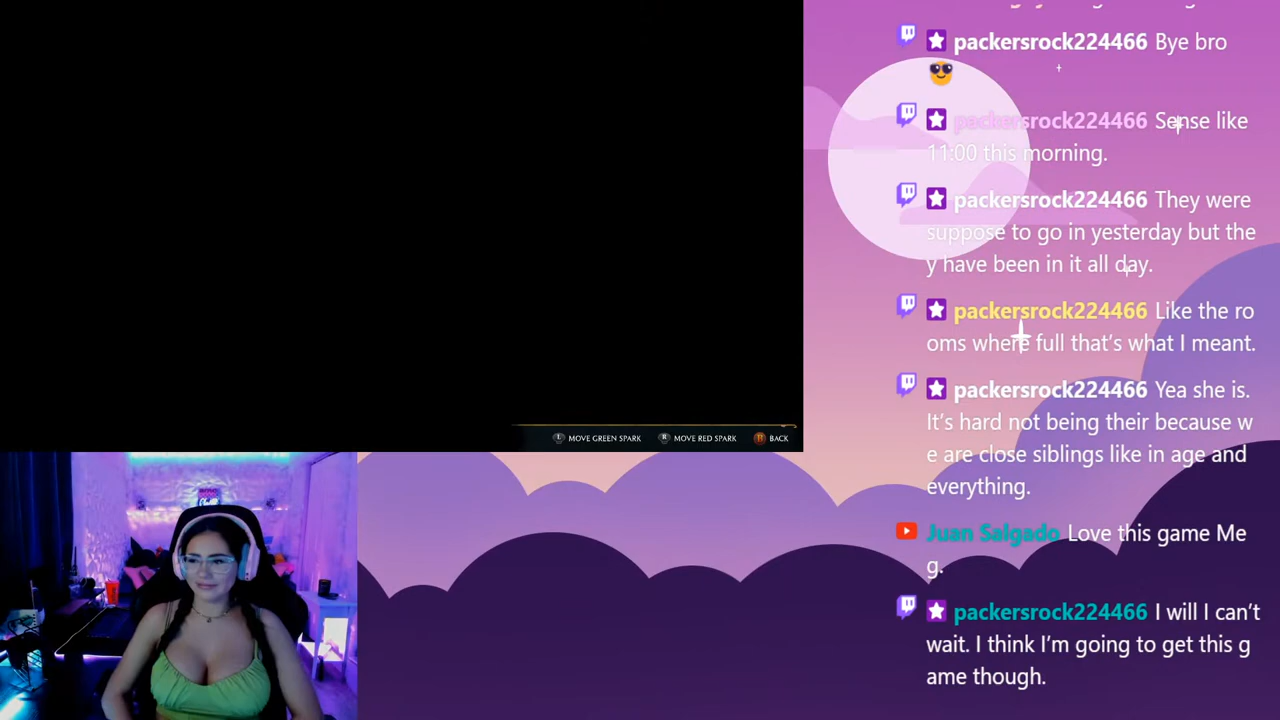 packersrock224466 Bye bro
packersrock224466 Sense like
11:00 this morning.
packersrock224466 They were
suppose to go in yesterday but the
y have been in it all day.
packersrock224466 Like the ro
oms where full that's what I meant.
packersrock224466 Yea she is.
It's hard not being their because w
e are close siblings like in age and
everything.
Juan Salgado Love this game Me
g.
packersrock224466 I will I can't
wait. I think I'm going to get this g
ame though.
L MOVE GREEN SPARK R MOVE RED SPARK B BACK